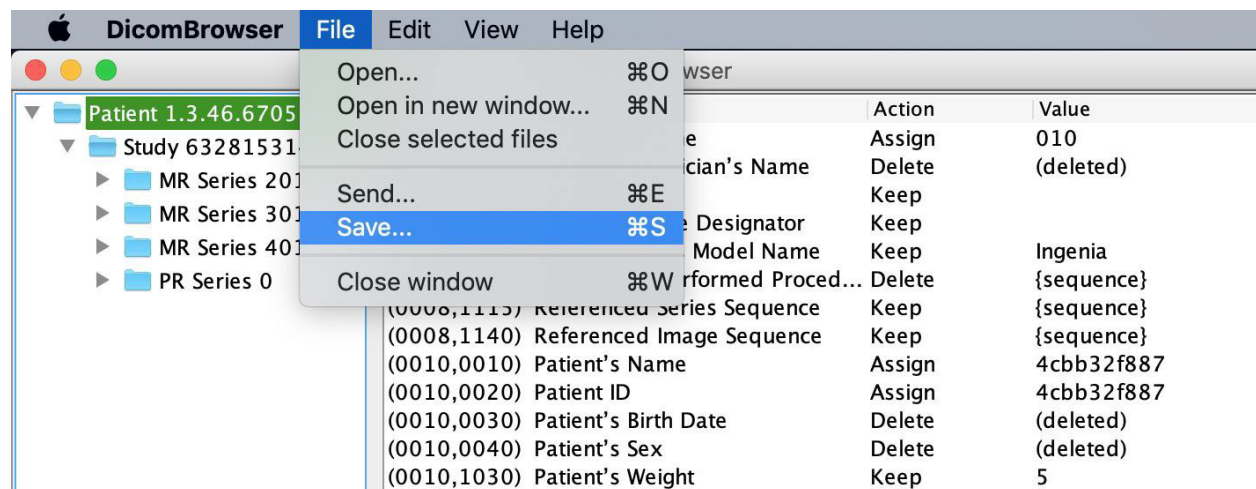 DicomBrowser File Edit View Help
wser
Open... ⌘O
Open in new window... ⌘N
Close selected files
Send... ⌘E
Save... ⌘S
Close window ⌘W
Patient 1.3.46.6705
Study 63281531
MR Series 201
MR Series 301
MR Series 401
PR Series 0
Action Value
e Assign 010
ician's Name Delete (deleted)
Keep
Designator Keep
Model Name Keep Ingenia
rformed Proced... Delete {sequence}
(0008,1115) Referenced Series Sequence Keep {sequence}
(0008,1140) Referenced Image Sequence Keep {sequence}
(0010,0010) Patient's Name Assign 4cbb32f887
(0010,0020) Patient ID Assign 4cbb32f887
(0010,0030) Patient's Birth Date Delete (deleted)
(0010,0040) Patient's Sex Delete (deleted)
(0010,1030) Patient's Weight Keep 5